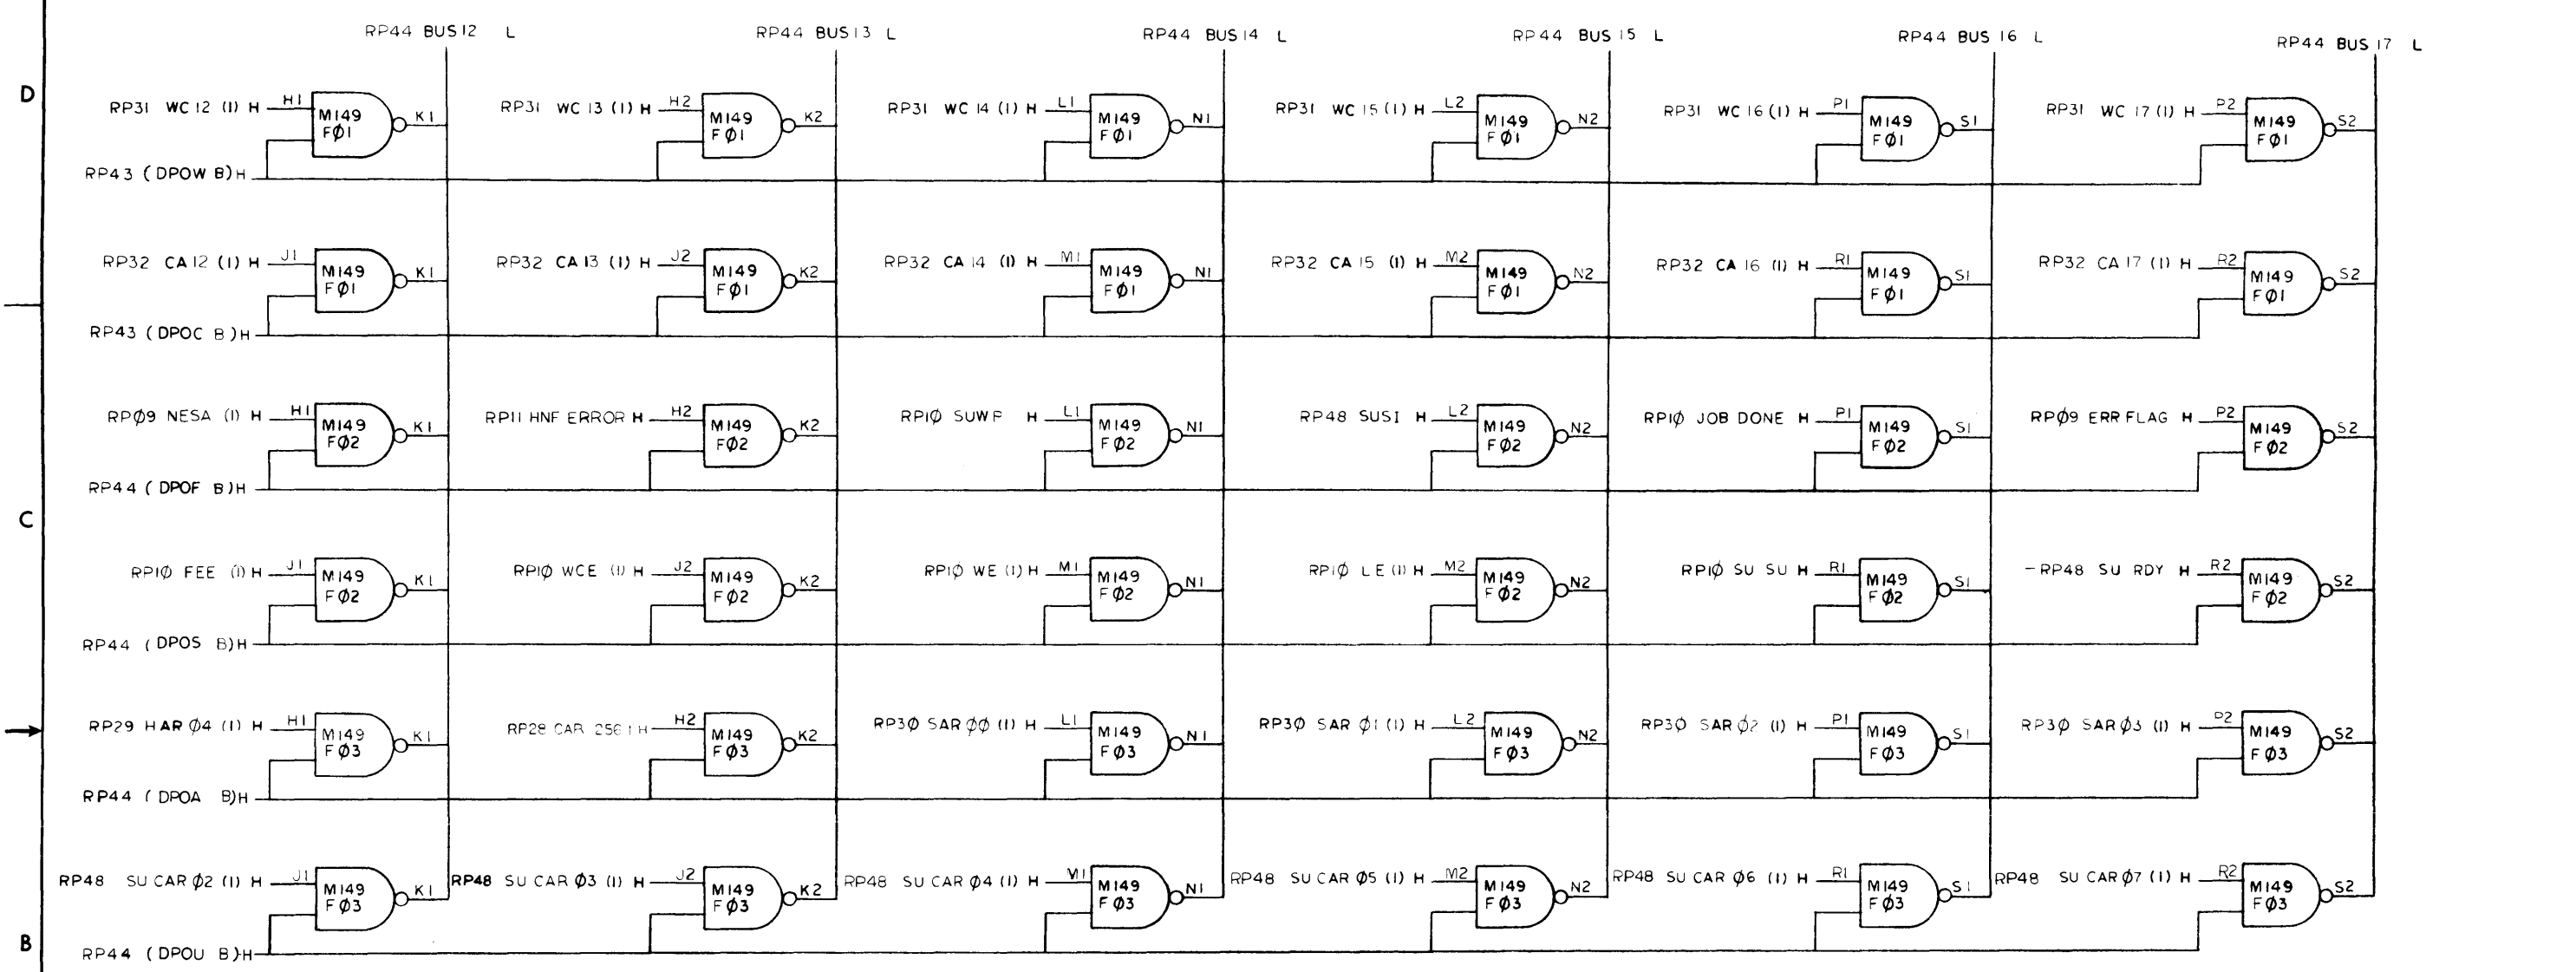 RP44 BUS12 L RP44 BUS13 L RP44 BUS14 L RP44 BUS 15 L RP44 BUS 16 L RP44 BUS 17 L
D
RP31 WC 12 (1) H H1 M149 FØ1 K1 RP31 WC 13 (1) H H2 M149 FØ1 K2 RP31 WC 14 (1) H L1 M149 FØ1 N1 RP31 WC 15 (1) H L2 M149 FØ1 N2 RP31 WC 16 (1) H P1 M149 FØ1 S1 RP31 WC 17 (1) H P2 M149 FØ1 S2
RP43 (DPOW B) H
RP32 CA 12 (1) H J1 M149 FØ1 K1 RP32 CA 13 (1) H J2 M149 FØ1 K2 RP32 CA 14 (1) H M1 M149 FØ1 N1 RP32 CA 15 (1) H M2 M149 FØ1 N2 RP32 CA 16 (1) H R1 M149 FØ1 S1 RP32 CA 17 (1) H R2 M149 FØ1 S2
RP43 (DPOC B) H
RPØ9 NESA (1) H H1 M149 FØ2 K1 RP11 HNF ERROR H H2 M149 FØ2 K2 RP1Ø SUWP H L1 M149 FØ2 N1 RP48 SUSI H L2 M149 FØ2 N2 RP1Ø JOB DONE H P1 M149 FØ2 S1 RPØ9 ERR FLAG H P2 M149 FØ2 S2
RP44 (DPOF B) H
C
RP1Ø FEE (1) H J1 M149 FØ2 K1 RP1Ø WCE (1) H J2 M149 FØ2 K2 RP1Ø WE (1) H M1 M149 FØ2 N1 RP1Ø LE (1) H M2 M149 FØ2 N2 RP1Ø SU SU H R1 M149 FØ2 S1 -RP48 SU RDY H R2 M149 FØ2 S2
RP44 (DPOS B) H
RP29 HAR Ø4 (1) H H1 M149 FØ3 K1 RP28 CAR 256 1 H H2 M149 FØ3 K2 RP3Ø SAR ØØ (1) H L1 M149 FØ3 N1 RP3Ø SAR Ø1 (1) H L2 M149 FØ3 N2 RP3Ø SAR Ø2 (1) H P1 M149 FØ3 S1 RP3Ø SAR Ø3 (1) H P2 M149 FØ3 S2
RP44 (DPOA B) H
RP48 SU CAR Ø2 (1) H J1 M149 FØ3 K1 RP48 SU CAR Ø3 (1) H J2 M149 FØ3 K2 RP48 SU CAR Ø4 (1) H M1 M149 FØ3 N1 RP48 SU CAR Ø5 (1) H M2 M149 FØ3 N2 RP48 SU CAR Ø6 (1) H R1 M149 FØ3 S1 RP48 SU CAR Ø7 (1) H R2 M149 FØ3 S2
B
RP44 (DPOU B) H